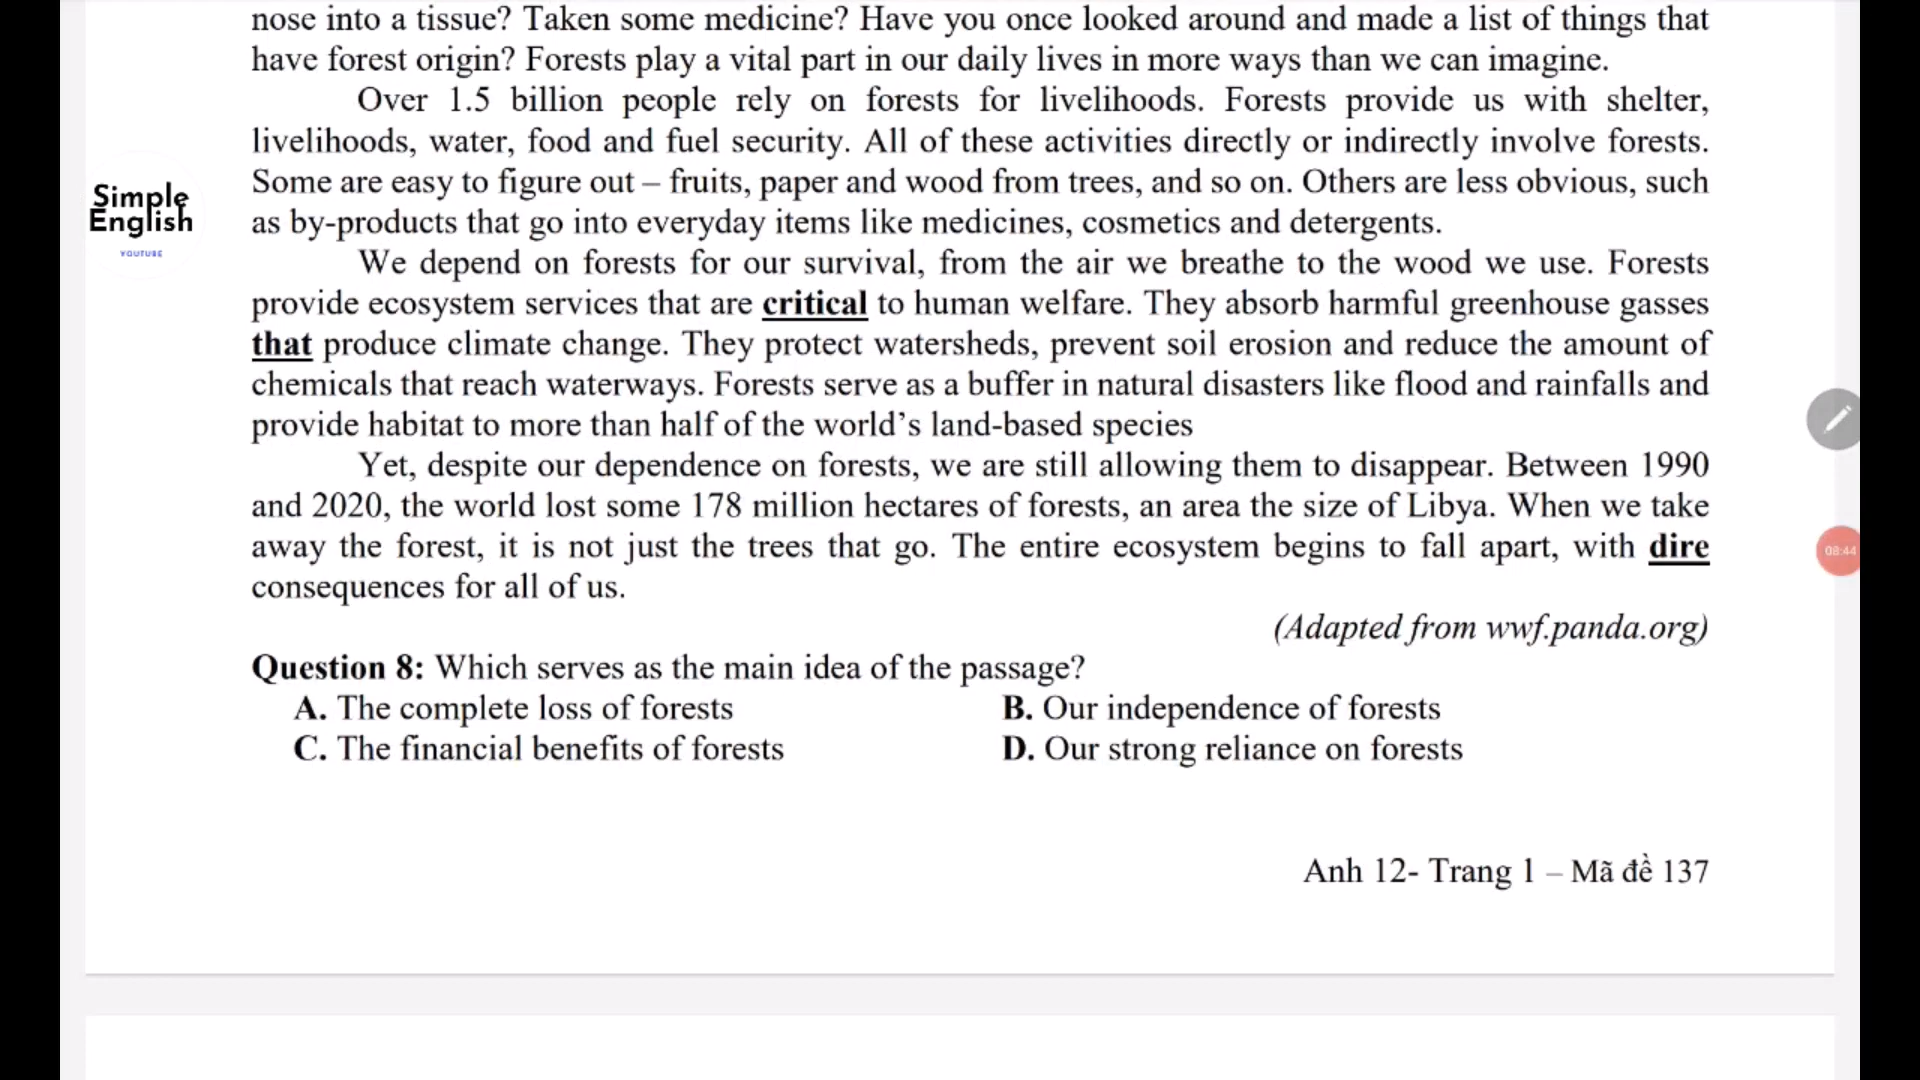 nose into a tissue? Taken some medicine? Have you once looked around and made a list of things that
have forest origin? Forests play a vital part in our daily lives in more ways than we can imagine.
Over 1.5 billion people rely on forests for livelihoods. Forests provide us with shelter,
livelihoods, water, food and fuel security. All of these activities directly or indirectly involve forests.
Some are easy to figure out – fruits, paper and wood from trees, and so on. Others are less obvious, such
as by-products that go into everyday items like medicines, cosmetics and detergents.
Simple
English
YOUTUBE
We depend on forests for our survival, from the air we breathe to the wood we use. Forests
provide ecosystem services that are critical to human welfare. They absorb harmful greenhouse gasses
that produce climate change. They protect watersheds, prevent soil erosion and reduce the amount of
chemicals that reach waterways. Forests serve as a buffer in natural disasters like flood and rainfalls and
provide habitat to more than half of the world’s land-based species
Yet, despite our dependence on forests, we are still allowing them to disappear. Between 1990
and 2020, the world lost some 178 million hectares of forests, an area the size of Libya. When we take
away the forest, it is not just the trees that go. The entire ecosystem begins to fall apart, with dire
08:44
consequences for all of us.
(Adapted from wwf.panda.org)
Question 8: Which serves as the main idea of the passage?
A. The complete loss of forests
B. Our independence of forests
C. The financial benefits of forests
D. Our strong reliance on forests
Anh 12- Trang 1 – Mã đề 137